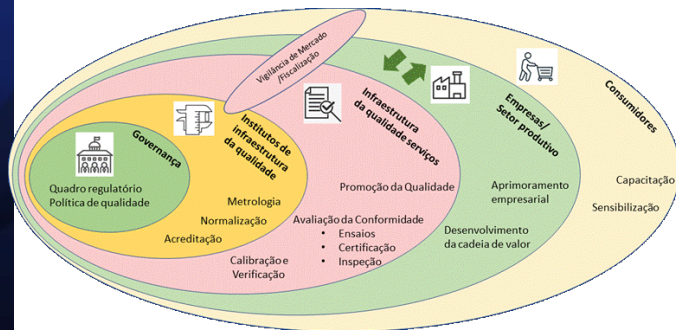 Governança
Quadro regulatório
Política de qualidade
Institutos de
infraestrutura
da qualidade
Metrologia
Normalização
Acreditação
Vigilância de Mercado
/Fiscalização
Infraestrutura
da qualidade serviços
Promoção da Qualidade
Avaliação da Conformidade
• Ensaios
• Certificação
• Inspeção
Calibração e
Verificação
Empresas/
Setor produtivo
Aprimoramento
empresarial
Desenvolvimento
da cadeia de valor
Consumidores
Capacitação
Sensibilização